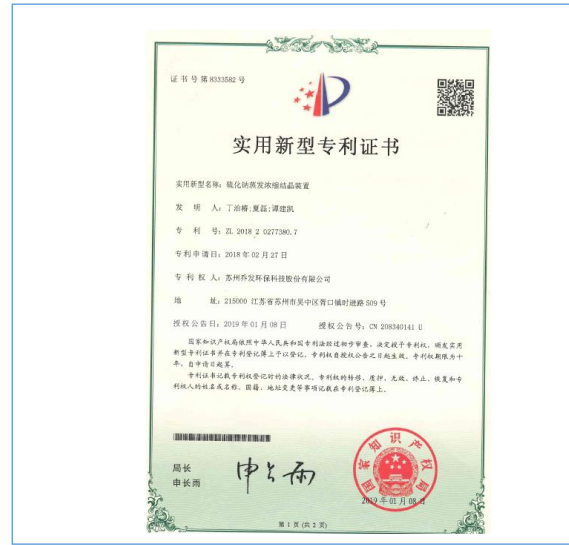 证书号第8333582号
实用新型专利证书
实用新型名称：硫化钠蒸发浓缩结晶装置
发 明 人：丁治椿;夏磊;谭建凯
专 利 号：ZL 2018 2 0277380.7
专利申请日：2018年02月27日
专 利 权 人：苏州乔发环保科技股份有限公司
地 址：215000 江苏省苏州市吴中区胥口镇时进路509号
授权公告日：2019年01月08日 授权公告号：CN 208340141 U
国家知识产权局依照中华人民共和国专利法经过初步审查，决定授予专利权，颁发实用
新型专利证书并在专利登记簿上予以登记。专利权自授权公告之日起生效。专利权期限为十
年，自申请日起算。
专利证书记载专利权登记时的法律状况。专利权的转移、质押、无效、终止、恢复和专
利权人的姓名或名称、国籍、地址变更等事项记载在专利登记簿上。
局长
申长雨
申长雨
国家知识产权局
2019年01月08日
第 1 页 (共 2 页)